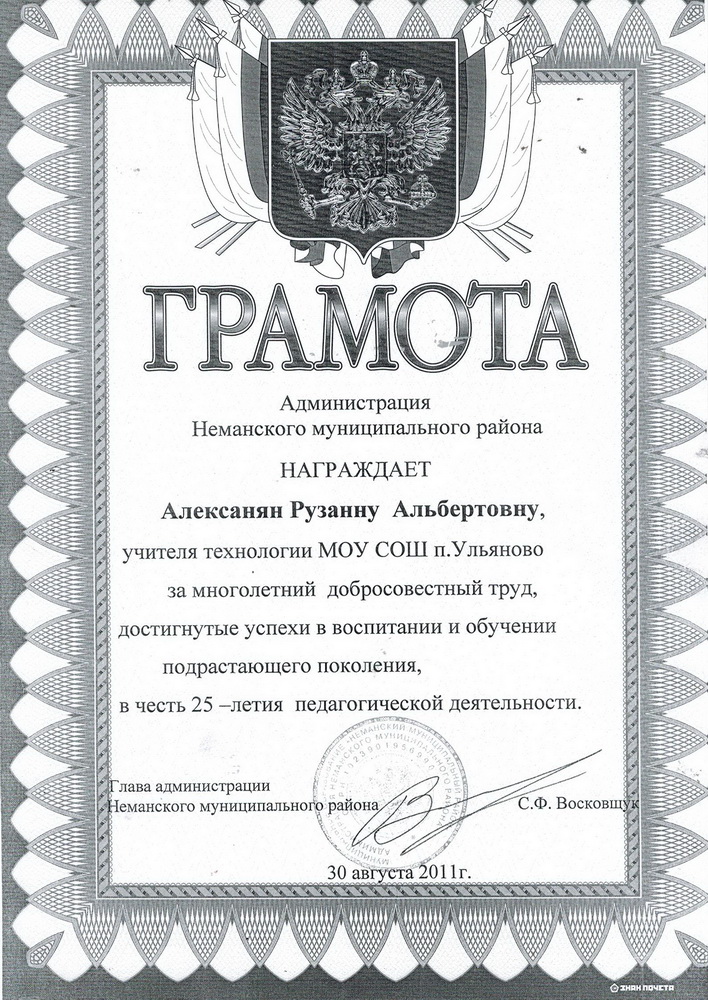 ГРАМОТА
Администрация
Неманского муниципального района
НАГРАЖДАЕТ
Алексанян Рузанну Альбертовну,
учителя технологии МОУ СОШ п.Ульяново
за многолетний добросовестный труд,
достигнутые успехи в воспитании и обучении
подрастающего поколения,
в честь 25 –летия педагогической деятельности.
Глава администрации
Неманского муниципального района
С.Ф. Восковщук
30 августа 2011г.
ЗНАК ПОЧЕТА